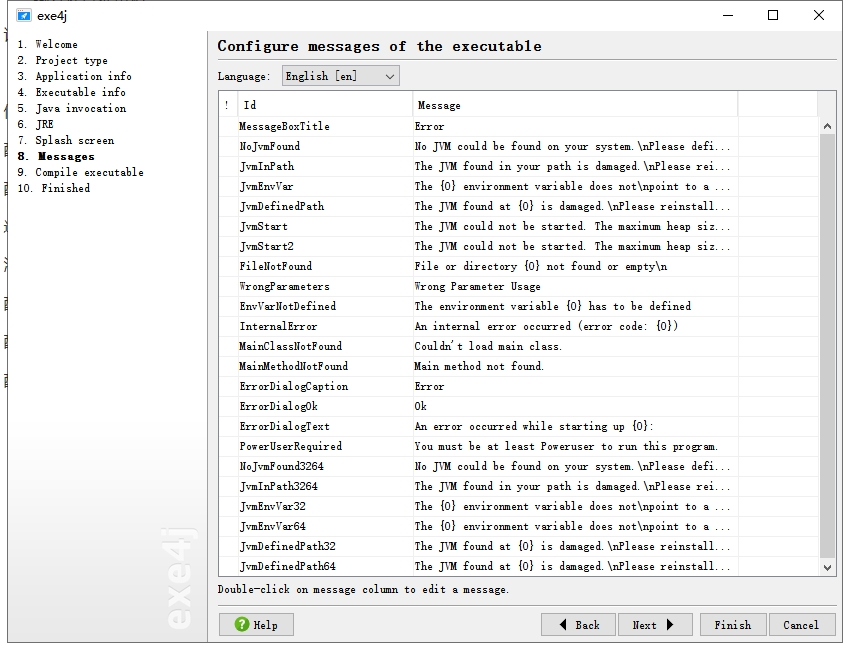 exe4j
1. Welcome
2. Project type
3. Application info
4. Executable info
5. Java invocation
6. JRE
7. Splash screen
8. Messages
9. Compile executable
10. Finished
exe4j
Configure messages of the executable
Language: English [en]
! Id Message
MessageBoxTitle Error
NoJvmFound No JVM could be found on your system.\nPlease defi...
JvmInPath The JVM found in your path is damaged.\nPlease rei...
JvmEnvVar The {0} environment variable does not\npoint to a ...
JvmDefinedPath The JVM found at {0} is damaged.\nPlease reinstall...
JvmStart The JVM could not be started. The maximum heap siz...
JvmStart2 The JVM could not be started. The maximum heap siz...
FileNotFound File or directory {0} not found or empty\n
WrongParameters Wrong Parameter Usage
EnvVarNotDefined The environment variable {0} has to be defined
InternalError An internal error occurred (error code: {0})
MainClassNotFound Couldn't load main class.
MainMethodNotFound Main method not found.
ErrorDialogCaption Error
ErrorDialogOk Ok
ErrorDialogText An error occurred while starting up {0}:
PowerUserRequired You must be at least Poweruser to run this program.
NoJvmFound3264 No JVM could be found on your system.\nPlease defi...
JvmInPath3264 The JVM found in your path is damaged.\nPlease rei...
JvmEnvVar32 The {0} environment variable does not\npoint to a ...
JvmEnvVar64 The {0} environment variable does not\npoint to a ...
JvmDefinedPath32 The JVM found at {0} is damaged.\nPlease reinstall...
JvmDefinedPath64 The JVM found at {0} is damaged.\nPlease reinstall...
Double-click on message column to edit a message.
? Help Back Next Finish Cancel